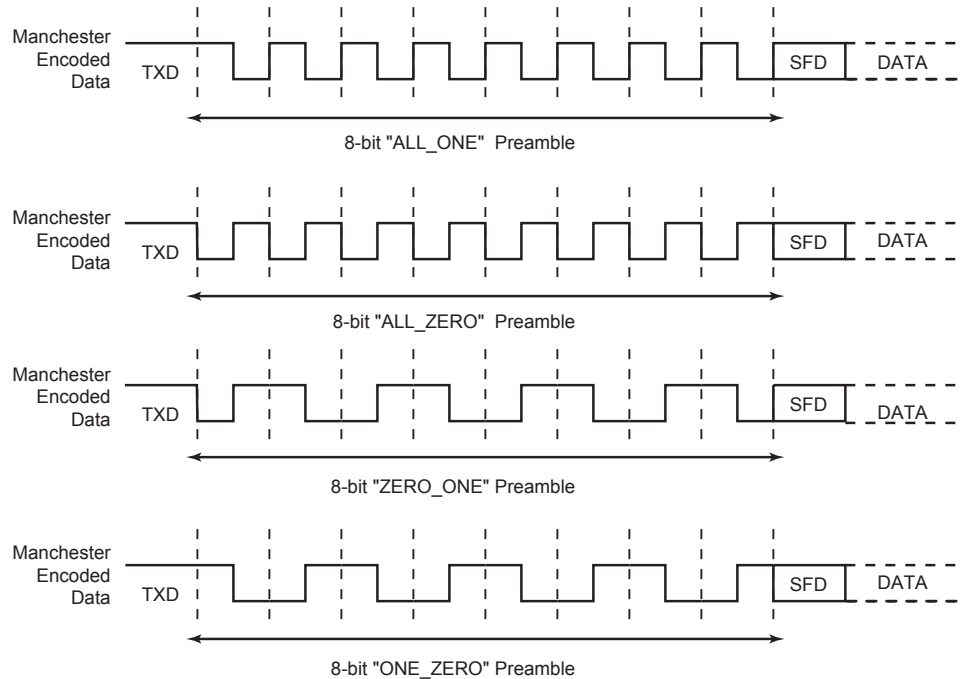 Manchester
Encoded
Data
TXD
SFD
DATA
8-bit "ALL_ONE" Preamble
Manchester
Encoded
Data
TXD
SFD
DATA
8-bit "ALL_ZERO" Preamble
Manchester
Encoded
Data
TXD
SFD
DATA
8-bit "ZERO_ONE" Preamble
Manchester
Encoded
Data
TXD
SFD
DATA
8-bit "ONE_ZERO" Preamble